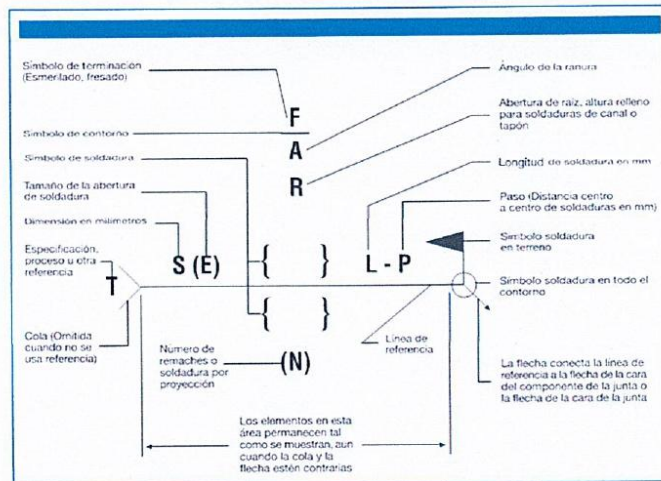 Símbolo de terminación
(Esmerilado, fresado)
Símbolo de contorno
Símbolo de soldadura
Tamaño de la abertura
de soldadura
Dimensión en milímetros
Especificación,
proceso u otra
referencia
T
Cola (Omitida
cuando no se
usa referencia)
S (E)
F
A
R
{ }
{ }
(N)
Número de
remaches o
soldadura por
proyección
L - P
Ángulo de la ranura
Abertura de raíz, altura relleno
para soldaduras de canal o
tapón
Longitud de soldadura en mm
Paso (Distancia centro
a centro de soldaduras en mm)
Símbolo soldadura
en terreno
Símbolo soldadura en todo el
contorno
Línea de
referencia
La flecha conecta la línea de
referencia a la flecha de la cara
del componente de la junta o
la flecha de la cara de la junta
Los elementos en esta
área permanecen tal
como se muestran, aun
cuando la cola y la
flecha estén contrarias